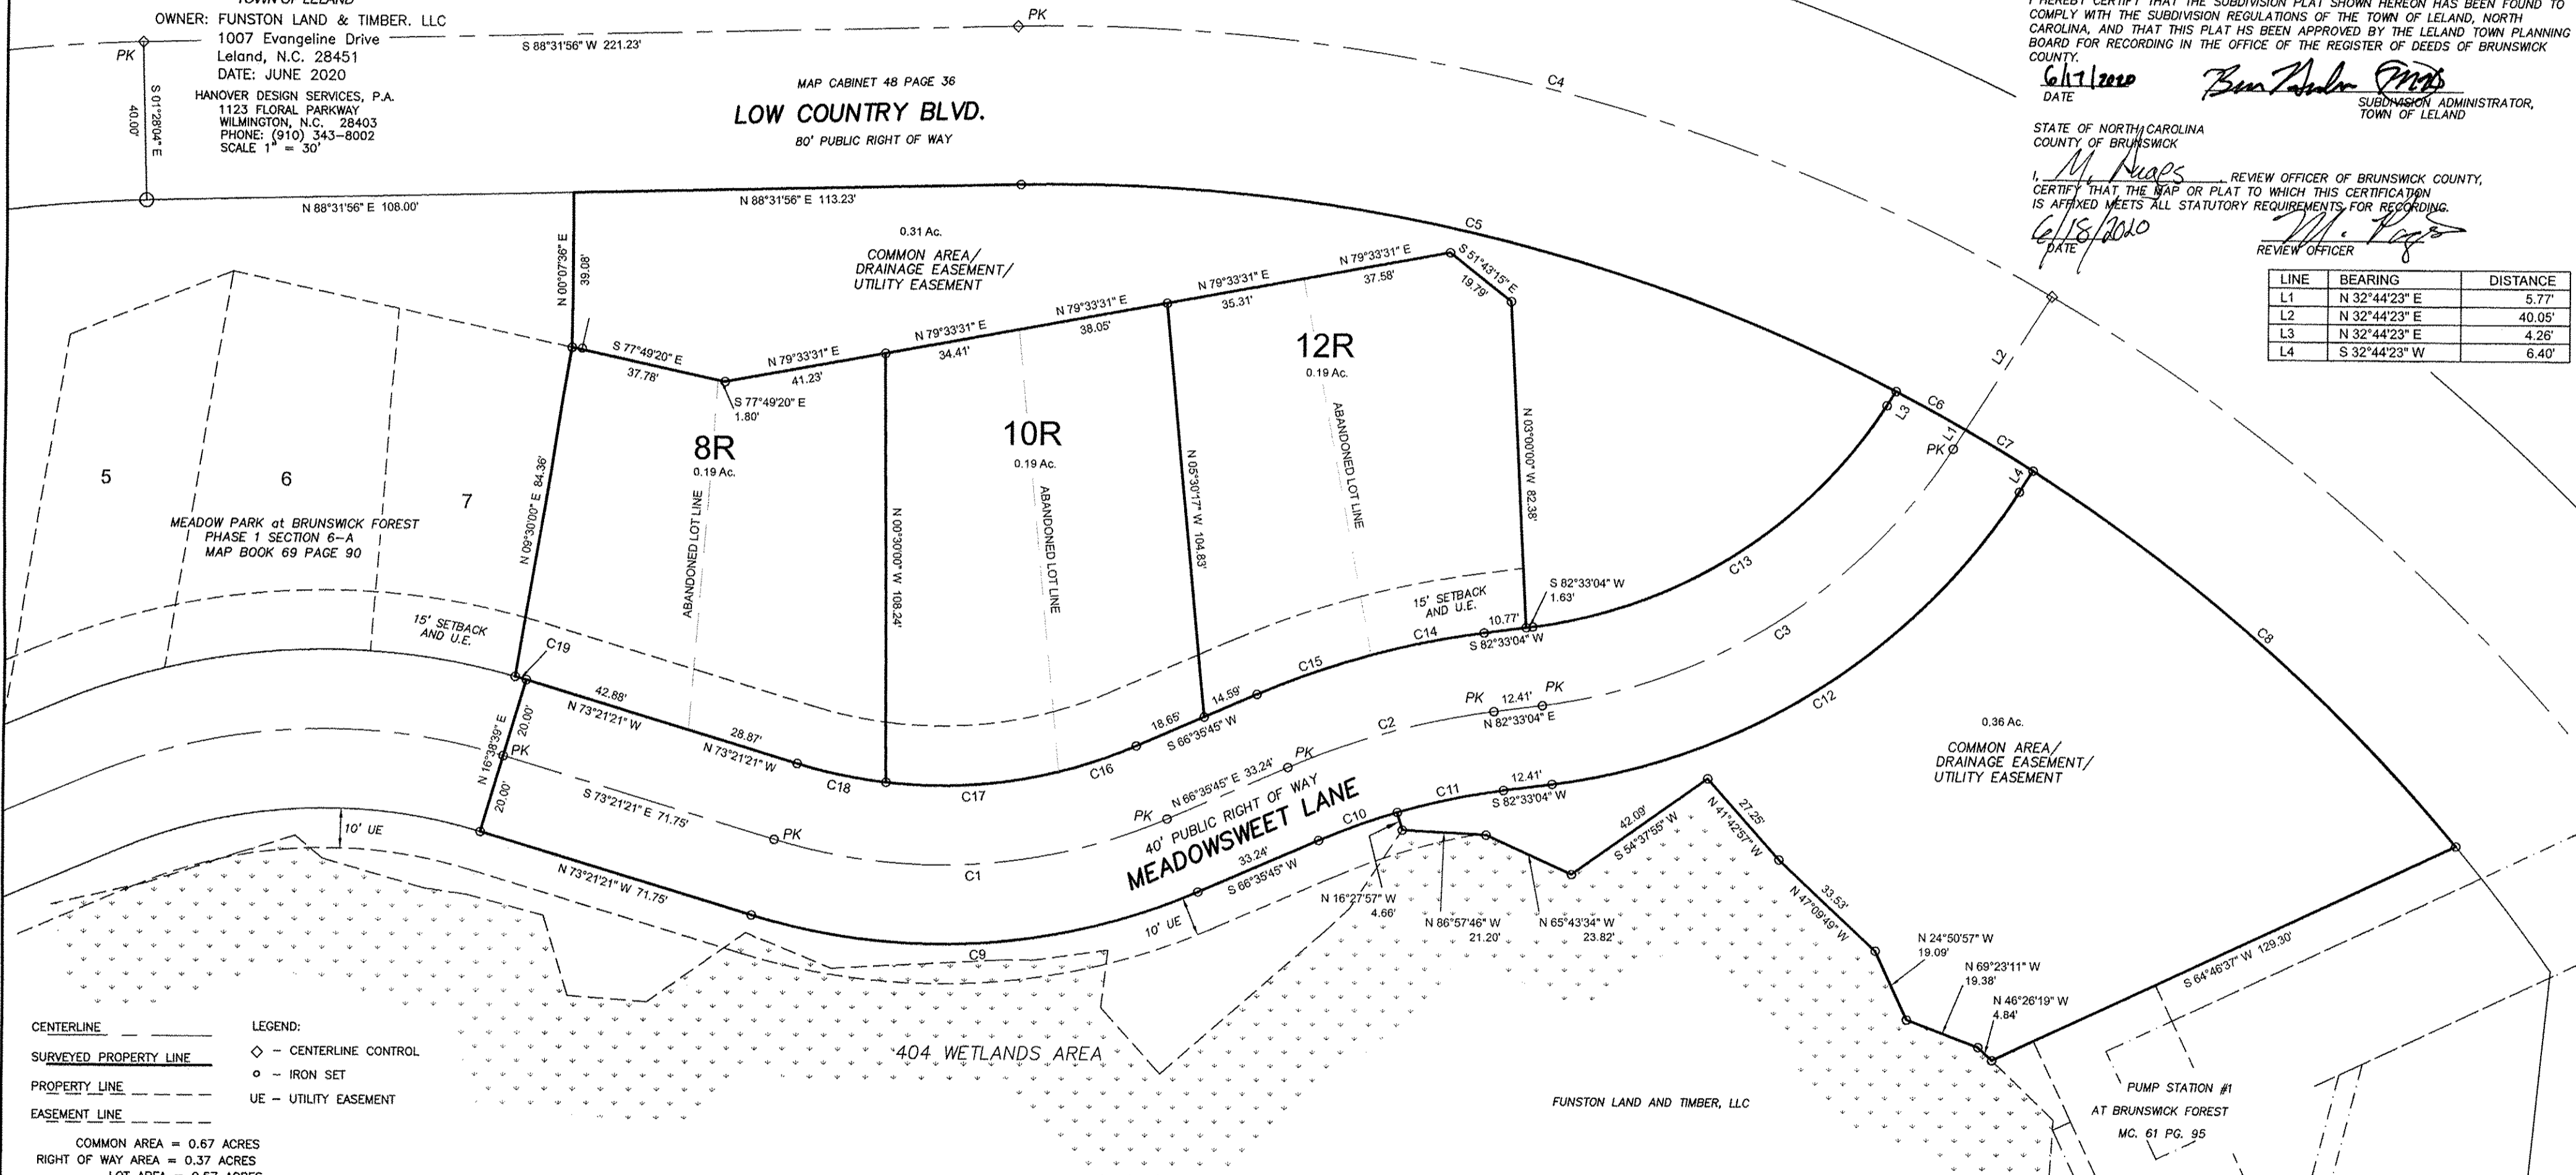 TOWN OF LELAND
OWNER: FUNSTON LAND & TIMBER. LLC
1007 Evangeline Drive
Leland, N.C. 28451
DATE: JUNE 2020
HANOVER DESIGN SERVICES, P.A.
1123 FLORAL PARKWAY
WILMINGTON, N.C. 28403
PHONE: (910) 343-8002
SCALE 1" = 30'
PK
S 01°28'04" E
40.00'
S 88°31'56" W 221.23'
PK
MAP CABINET 48 PAGE 36
LOW COUNTRY BLVD.
80' PUBLIC RIGHT OF WAY
C4
I HEREBY CERTIFY THAT THE SUBDIVISION PLAT SHOWN HEREON HAS BEEN FOUND TO
COMPLY WITH THE SUBDIVISION REGULATIONS OF THE TOWN OF LELAND, NORTH
CAROLINA, AND THAT THIS PLAT HS BEEN APPROVED BY THE LELAND TOWN PLANNING
BOARD FOR RECORDING IN THE OFFICE OF THE REGISTER OF DEEDS OF BRUNSWICK
COUNTY.
6/17/2020
DATE
SUBDIVISION ADMINISTRATOR,
TOWN OF LELAND
STATE OF NORTH CAROLINA
COUNTY OF BRUNSWICK
I, M. , REVIEW OFFICER OF BRUNSWICK COUNTY,
CERTIFY THAT THE MAP OR PLAT TO WHICH THIS CERTIFICATION
IS AFFIXED MEETS ALL STATUTORY REQUIREMENTS FOR RECORDING.
6/18/2020
DATE
REVIEW OFFICER
LINE BEARING DISTANCE
L1 N 32°44'23" E 5.77'
L2 N 32°44'23" E 40.05'
L3 N 32°44'23" E 4.26'
L4 S 32°44'23" W 6.40'
N 88°31'56" E 108.00'
N 88°31'56" E 113.23'
C5
0.31 Ac.
COMMON AREA/
DRAINAGE EASEMENT/
UTILITY EASEMENT
N 00°07'36" E
39.08'
S 77°49'20" E
37.78'
S 77°49'20" E
1.80'
N 79°33'31" E
41.23'
N 79°33'31" E
34.41'
N 79°33'31" E
38.05'
N 79°33'31" E
35.31'
N 79°33'31" E
37.58'
S 51°43'15" E
19.79'
5
6
7
8R
0.19 Ac.
10R
0.19 Ac.
12R
0.19 Ac.
ABANDONED LOT LINE
ABANDONED LOT LINE
ABANDONED LOT LINE
MEADOW PARK at BRUNSWICK FOREST
PHASE 1 SECTION 6-A
MAP BOOK 69 PAGE 90
N 09°30'00" E 84.36'
N 00°30'00" W 108.24'
N 05°30'17" W 104.83'
N 03°00'00" W 82.38'
L2
L3
C6
L1
PK
C7
L4
C8
C13
S 82°33'04" W
1.63'
15' SETBACK
AND U.E.
15' SETBACK
AND U.E.
C19
42.88'
N 73°21'21" W
28.87'
N 73°21'21" W
C18
C17
C16
18.65'
14.59'
S 66°35'45" W
C15
C14
10.77'
S 82°33'04" W
C3
C12
N 16°38'39" E
20.00'
20.00'
PK
S 73°21'21" E 71.75'
PK
C1
PK
N 66°35'45" E 33.24'
PK
C2
PK
12.41'
PK
N 82°33'04" E
40' PUBLIC RIGHT OF WAY
MEADOWSWEET LANE
10' UE
N 73°21'21" W 71.75'
C9
10' UE
33.24'
S 66°35'45" W
C10
C11
12.41'
S 82°33'04" W
N 16°27'57" W
4.66'
N 86°57'46" W
21.20'
N 65°43'34" W
23.82'
42.09'
S 54°37'55" W
27.25'
N 41°42'57" W
33.53'
N 47°09'49" W
N 24°50'57" W
19.09'
N 69°23'11" W
19.38'
N 46°26'19" W
4.84'
S 64°46'37" W 129.30'
0.36 Ac.
COMMON AREA/
DRAINAGE EASEMENT/
UTILITY EASEMENT
404 WETLANDS AREA
FUNSTON LAND AND TIMBER, LLC
PUMP STATION #1
AT BRUNSWICK FOREST
MC. 61 PG. 95
CENTERLINE
SURVEYED PROPERTY LINE
PROPERTY LINE
EASEMENT LINE
LEGEND:
- CENTERLINE CONTROL
- IRON SET
UE - UTILITY EASEMENT
COMMON AREA = 0.67 ACRES
RIGHT OF WAY AREA = 0.37 ACRES
LOT AREA = 0.57 ACRES